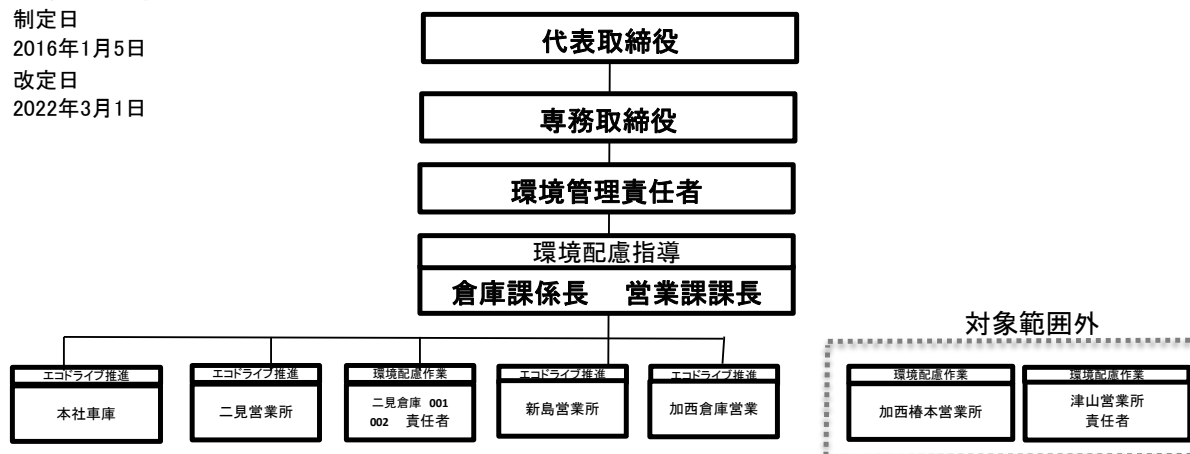 制定日
2016年1月5日
改定日
2022年3月1日
代表取締役
専務取締役
環境管理責任者
環境配慮指導
倉庫課係長 営業課課長
対象範囲外
エコドライブ推進
本社車庫
エコドライブ推進
二見営業所
環境配慮作業
二見倉庫 001
002 責任者
エコドライブ推進
新島営業所
エコドライブ推進
加西倉庫営業
環境配慮作業
加西椿本営業所
環境配慮作業
津山営業所
責任者